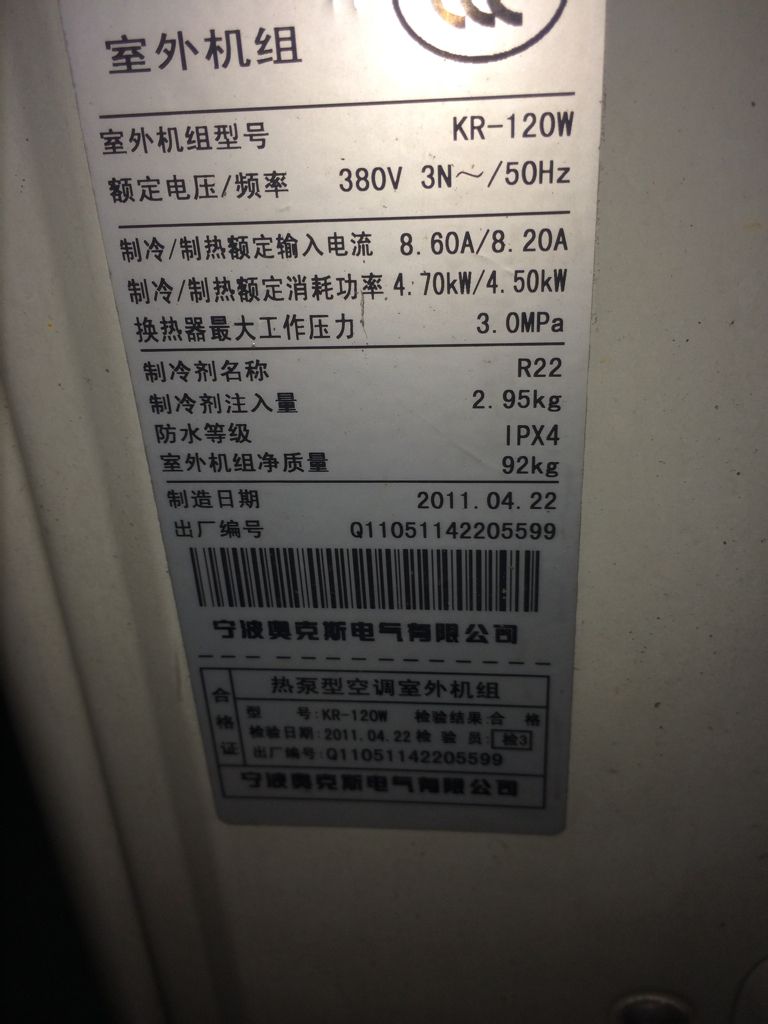 室外机组
室外机组型号 KR-120W
额定电压/频率 380V 3N～/50Hz
制冷/制热额定输入电流 8.60A/8.20A
制冷/制热额定消耗功率 4.70kW/4.50kW
换热器最大工作压力 3.0MPa
制冷剂名称 R22
制冷剂注入量 2.95kg
防水等级 IPX4
室外机组净质量 92kg
制造日期 2011.04.22
出厂编号 Q11051142205599
宁波奥克斯电气有限公司
合格证
热泵型空调室外机组
型 号:KR-120W 检验结果:合 格
检验日期:2011.04.22 检 验 员:检3
出厂编号:Q11051142205599
宁波奥克斯电气有限公司